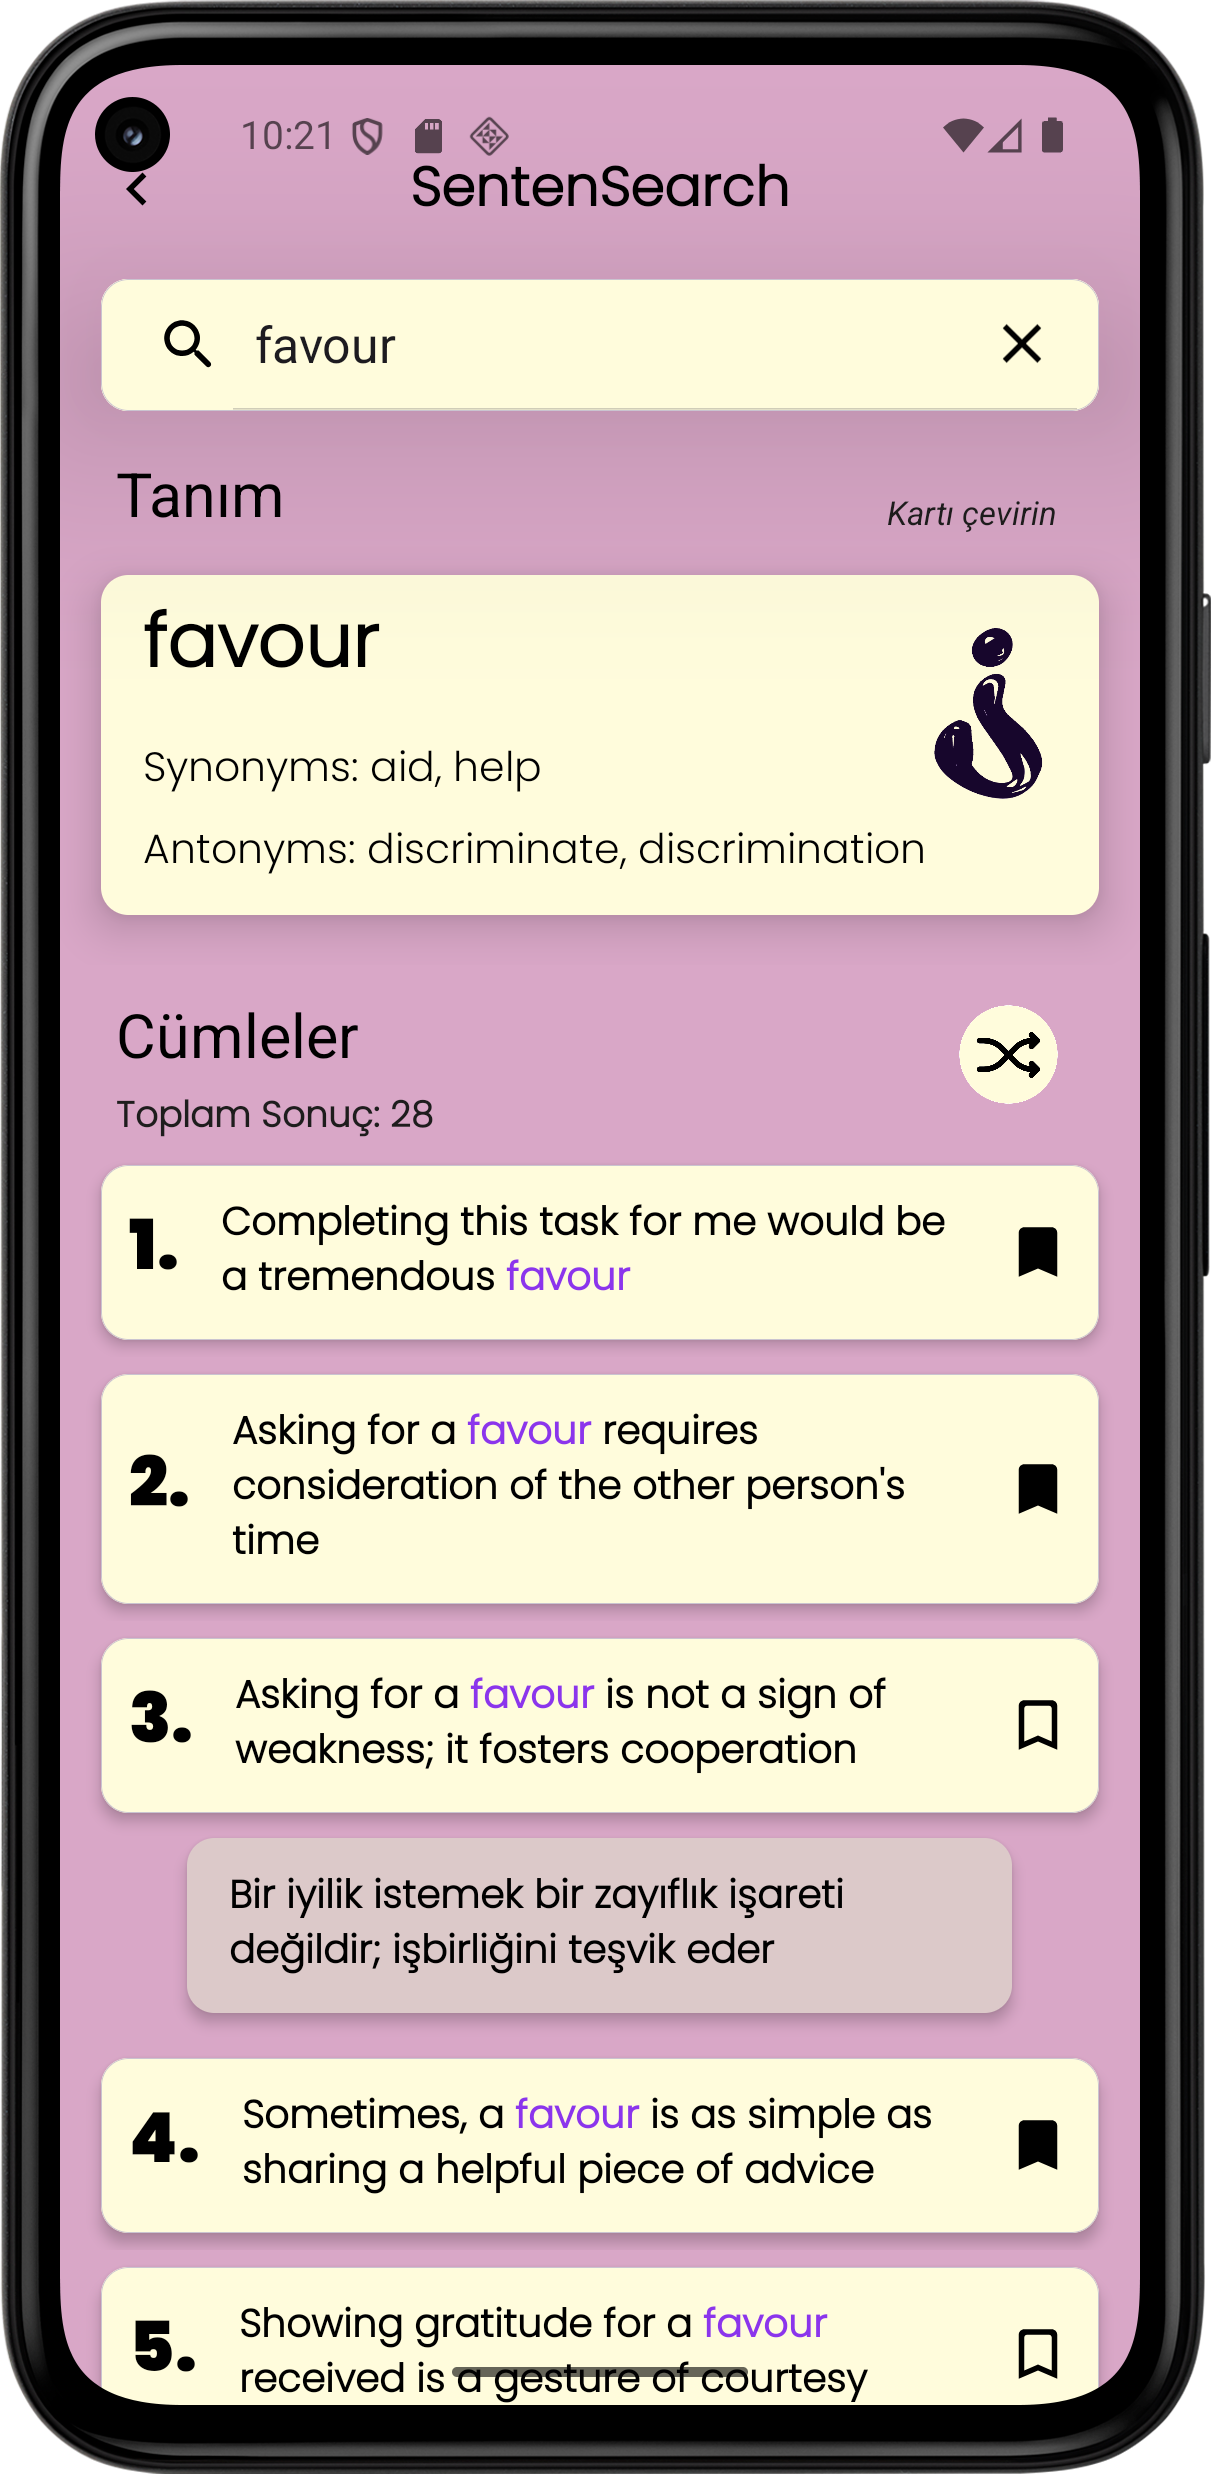 10:21
SentenSearch
favour
Tanım
Kartı çevirin
favour
Synonyms: aid, help
Antonyms: discriminate, discrimination
Cümleler
Toplam Sonuç: 28
1.
Completing this task for me would be
a tremendous favour
2.
Asking for a favour requires
consideration of the other person's
time
3.
Asking for a favour is not a sign of
weakness; it fosters cooperation
Bir iyilik istemek bir zayıflık işareti
değildir; işbirliğini teşvik eder
4.
Sometimes, a favour is as simple as
sharing a helpful piece of advice
5.
Showing gratitude for a favour
received is a gesture of courtesy